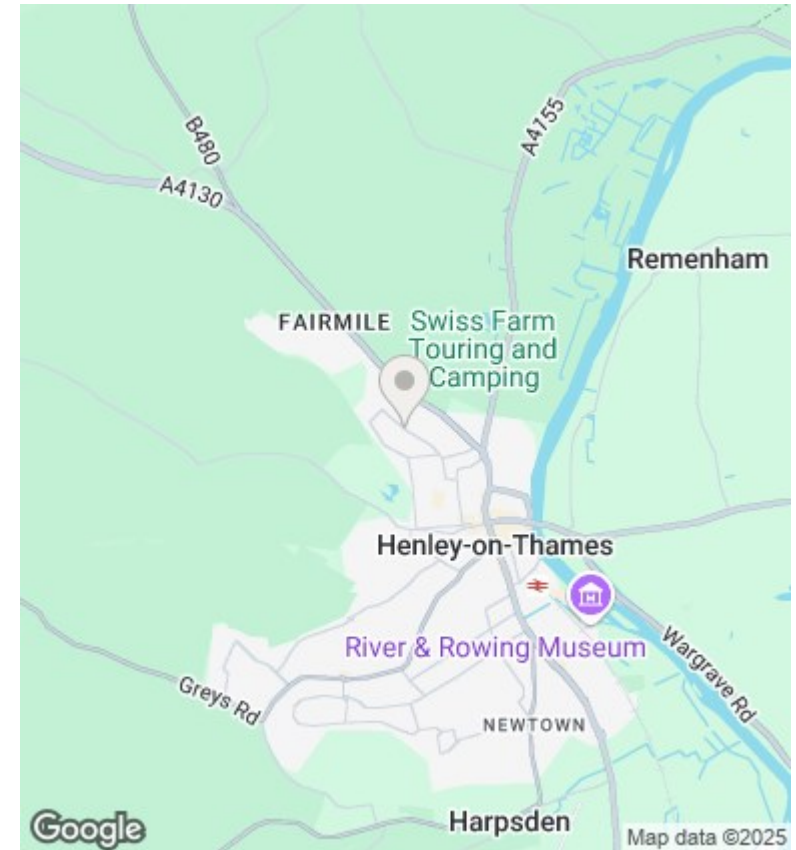 B480
A4130
A4155
Remenham
FAIRMILE
Swiss Farm
Touring and
Camping
Henley-on-Thames
River & Rowing Museum
Wargrave Rd
Greys Rd
NEWTOWN
Harpsden
Google
Map data ©2025